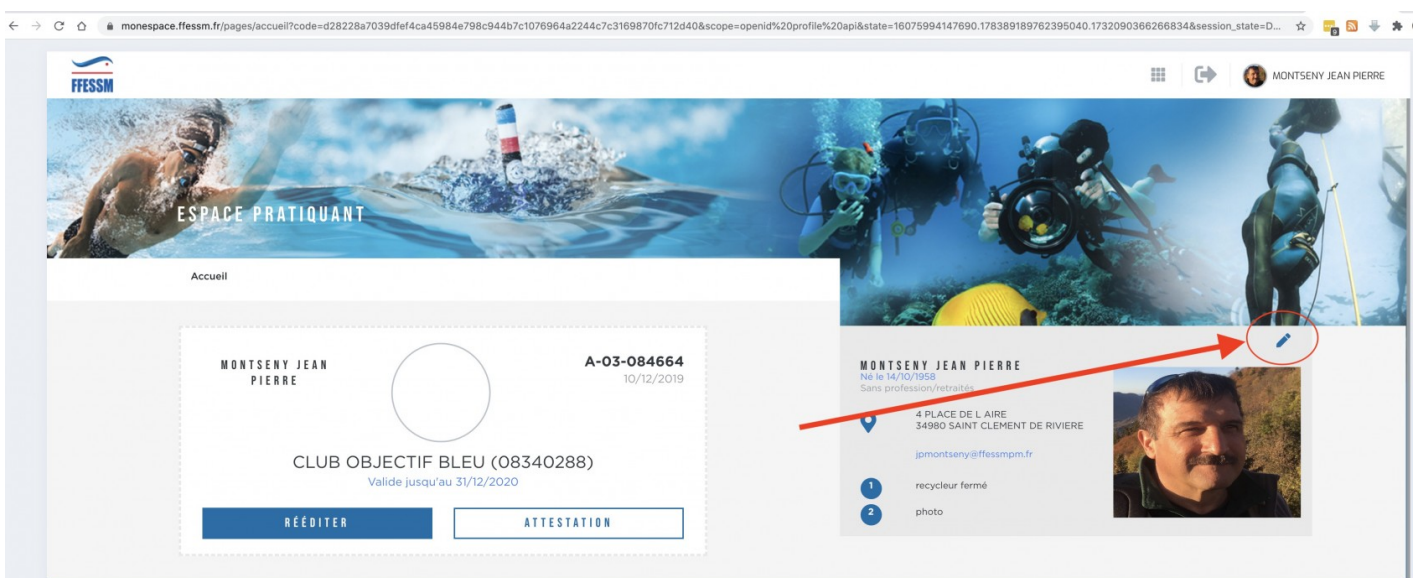 monespace.ffessm.fr/pages/accueil?code=d28228a7039dfef4ca45984e798c944b7c1076964a2244c7c3169870fc712d40&scope=openid%20profile%20api&state=16075994147690.178389189762395040.1732090366266834&session_state=D...
9
FFESSM
MONTSENY JEAN PIERRE
ESPACE PRATIQUANT
Accueil
MONTSENY JEAN
PIERRE
A-03-084664
10/12/2019
CLUB OBJECTIF BLEU (08340288)
Valide jusqu'au 31/12/2020
RÉÉDITER
ATTESTATION
MONTSENY JEAN PIERRE
Né le 14/10/1958
Sans profession/retraités
4 PLACE DE L AIRE
34980 SAINT CLEMENT DE RIVIERE
jpmontseny@ffessmpm.fr
1 recycleur fermé
2 photo